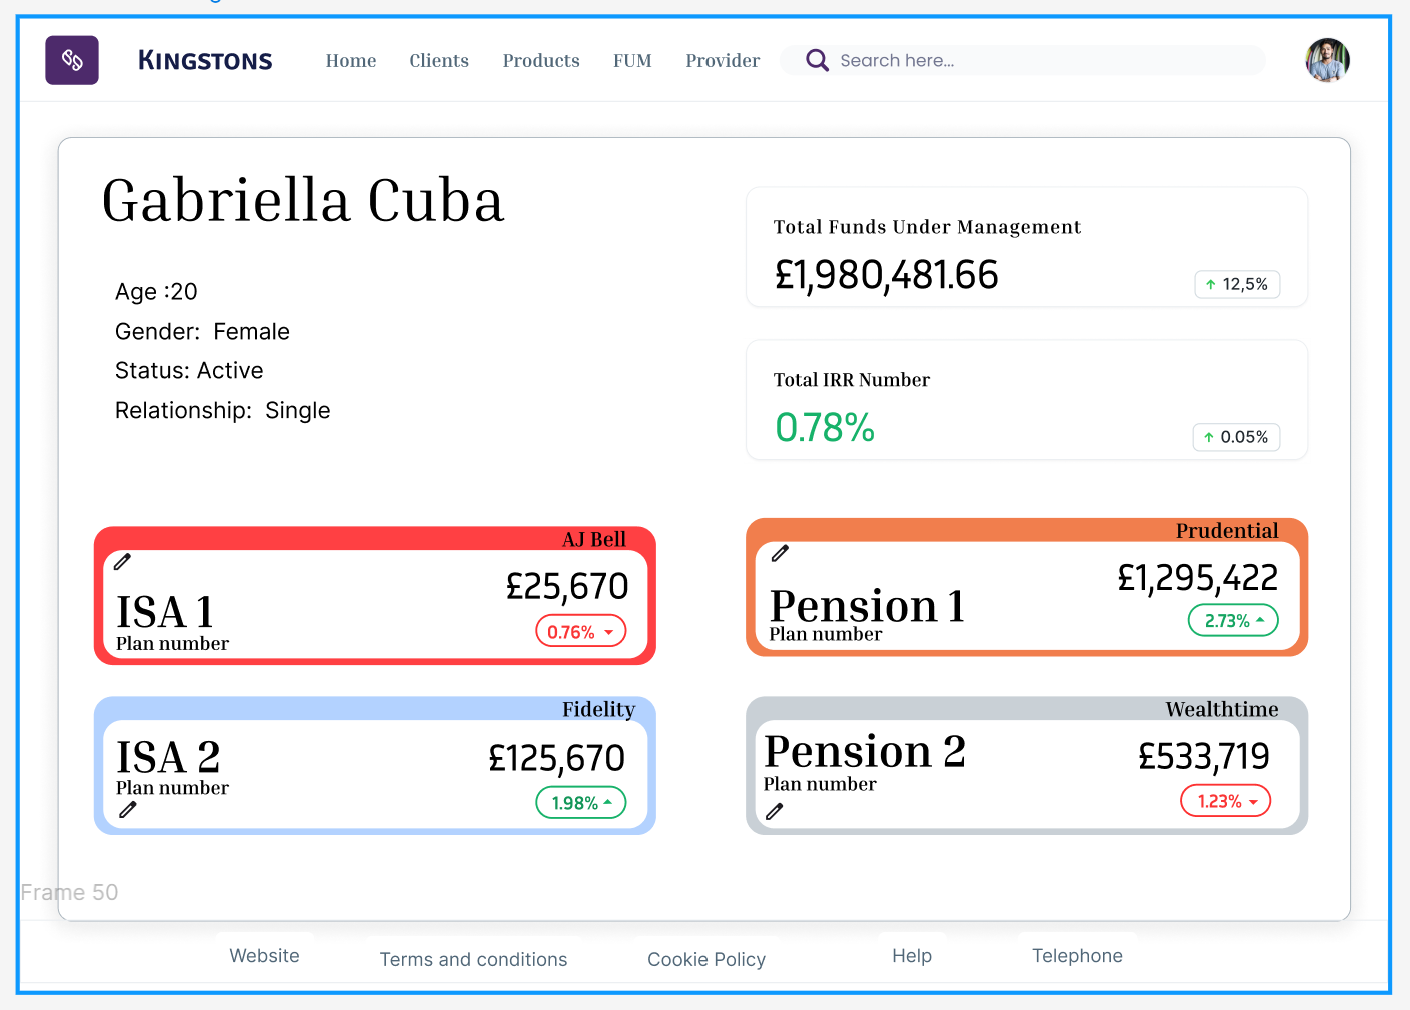 KINGSTONS
Home Clients Products FUM Provider
Search here...
Gabriella Cuba
Age :20
Gender: Female
Status: Active
Relationship: Single
Total Funds Under Management
£1,980,481.66
12,5%
Total IRR Number
0.78%
0.05%
AJ Bell
ISA 1
Plan number
£25,670
0.76%
Prudential
Pension 1
Plan number
£1,295,422
2.73%
Fidelity
ISA 2
Plan number
£125,670
1.98%
Wealthtime
Pension 2
Plan number
£533,719
1.23%
Frame 50
Website Terms and conditions Cookie Policy Help Telephone